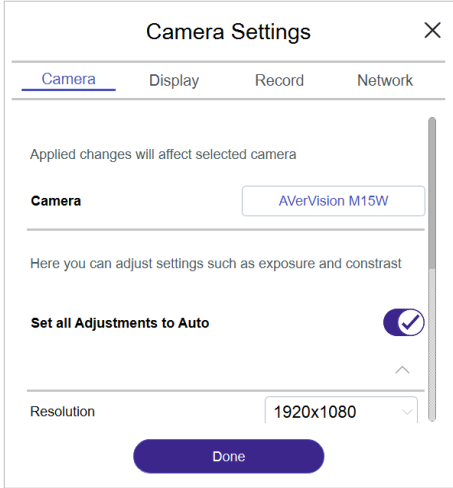 Camera Settings
Camera Display Record Network
Applied changes will affect selected camera
Camera AVerVision M15W
Here you can adjust settings such as exposure and constrast
Set all Adjustments to Auto
Resolution 1920x1080
Done